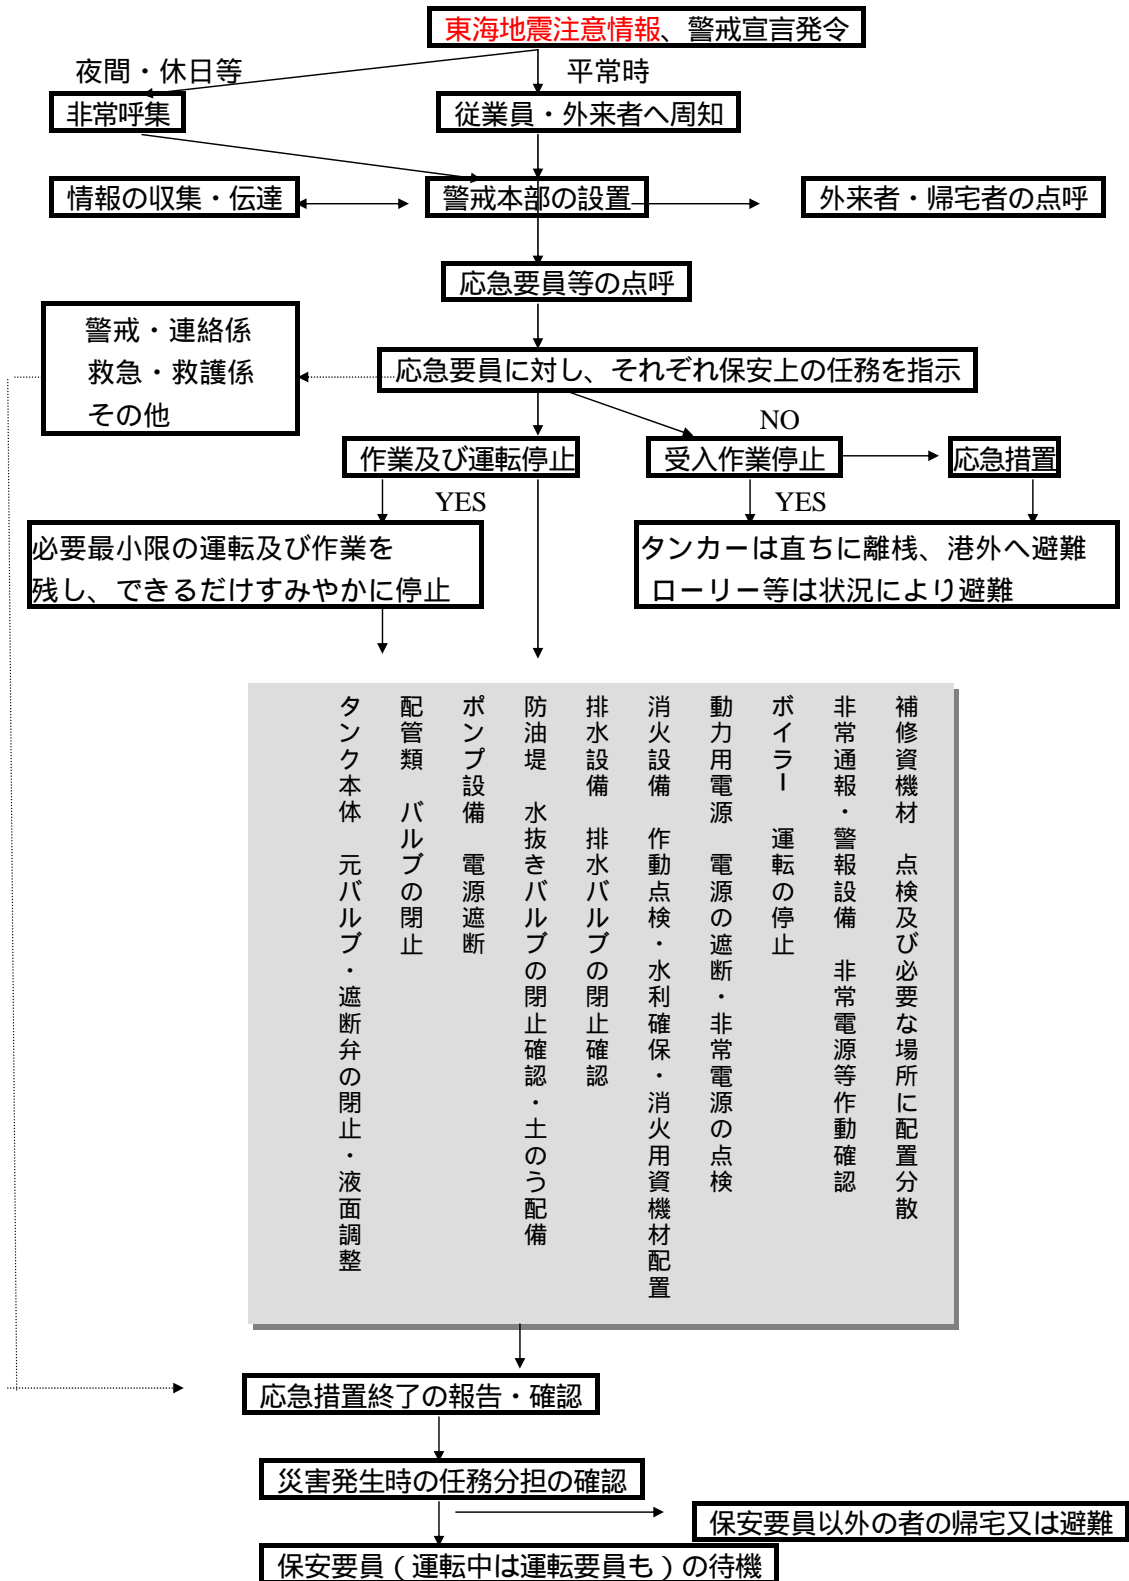 東海地震注意情報、警戒宣言発令
夜間・休日等
平常時
非常呼集
従業員・外来者へ周知
情報の収集・伝達
警戒本部の設置
外来者・帰宅者の点呼
応急要員等の点呼
警戒・連絡係
救急・救護係
その他
応急要員に対し、それぞれ保安上の任務を指示
NO
作業及び運転停止
受入作業停止
応急措置
YES
YES
必要最小限の運転及び作業を
残し、できるだけすみやかに停止
タンカーは直ちに離桟、港外へ避難
ローリー等は状況により避難
補修資機材　点検及び必要な場所に配置分散
非常通報・警報設備　非常電源等作動確認
ボイラー　運転の停止
動力用電源　電源の遮断・非常電源の点検
消火設備　作動点検・水利確保・消火用資機材配置
排水設備　排水バルブの閉止確認
防油堤　水抜きバルブの閉止確認・土のう配備
ポンプ設備　電源遮断
配管類　バルブの閉止
タンク本体　元バルブ・遮断弁の閉止・液面調整
応急措置終了の報告・確認
災害発生時の任務分担の確認
保安要員以外の者の帰宅又は避難
保安要員（運転中は運転要員も）の待機